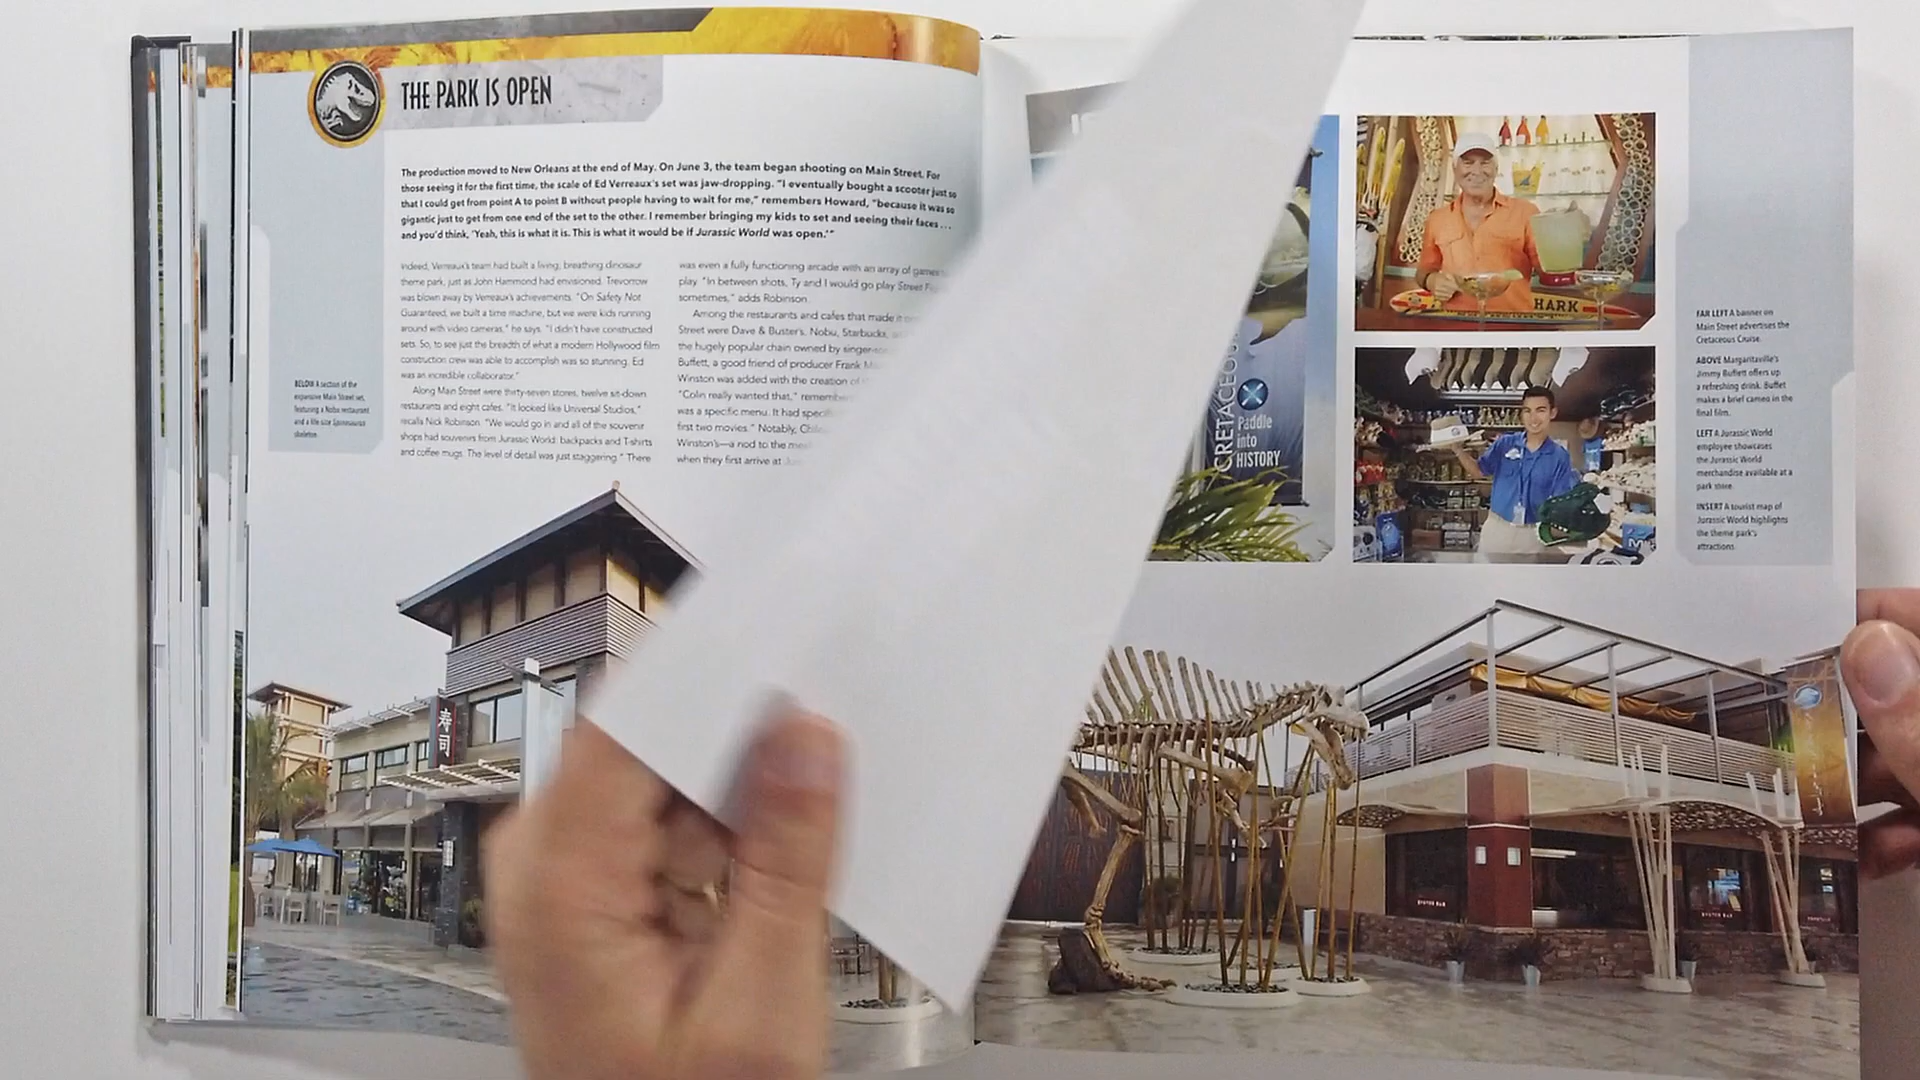 THE PARK IS OPEN
The production moved to New Orleans at the end of May. On June 3, the team began shooting on Main Street. For
those seeing it for the first time, the scale of Ed Verreaux's set was jaw-dropping. "I eventually bought a scooter just so
that I could get from point A to point B without people having to wait for me," remembers Howard, "because it was so
gigantic just to get from one end of the set to the other. I remember bringing my kids to set and seeing their faces . . .
and you'd think, 'Yeah, this is what it is. This is what it would be if Jurassic World was open.'"
Indeed, Verreaux's team had built a living, breathing dinosaur
theme park, just as John Hammond had envisioned. Trevorrow
was blown away by Verreaux's achievements. "On Safety Not
Guaranteed, we built a time machine, but we were kids running
around with video cameras," he says. "I didn't have constructed
sets. So, to see just the breadth of what a modern Hollywood film
construction crew was able to accomplish was so stunning. Ed
was an incredible collaborator."
Along Main Street were thirty-seven stores, twelve sit-down
restaurants and eight cafes. "It looked like Universal Studios,"
recalls Nick Robinson. "We would go in and all of the souvenir
shops had souvenirs from Jurassic World: backpacks and T-shirts
and coffee mugs. The level of detail was just staggering." There
was even a fully functioning arcade with an array of games
play "In between shots, Ty and I would go play Street
sometimes," adds Robinson.
Among the restaurants and cafes that made it
Street were Dave & Buster's, Nobu, Starbucks,
the hugely popular chain owned by
Buffett, a good friend of producer Frank
Winston was added with the creation of
"Colin really wanted that,"
was a specific menu. It had
first two movies." Notably,
Winston's—a nod to the
when they first arrive at
BELOW A section of the
expansive Main Street set,
featuring a Nobu restaurant
and a life-size Spinosaurus
skeleton.
寿司
CRETACEOUS
Paddle
into
HISTORY
HARK
FAR LEFT A banner on
Main Street advertises the
Cretaceous Cruise.
ABOVE Margaritaville's
Jimmy Buffett offers up
a refreshing drink. Buffet
makes a brief cameo in the
final film.
LEFT A Jurassic World
employee showcases
the Jurassic World
merchandise available at a
park store.
INSERT A tourist map of
Jurassic World highlights
the theme park's
attractions.
OYSTER BAR
OYSTER BAR